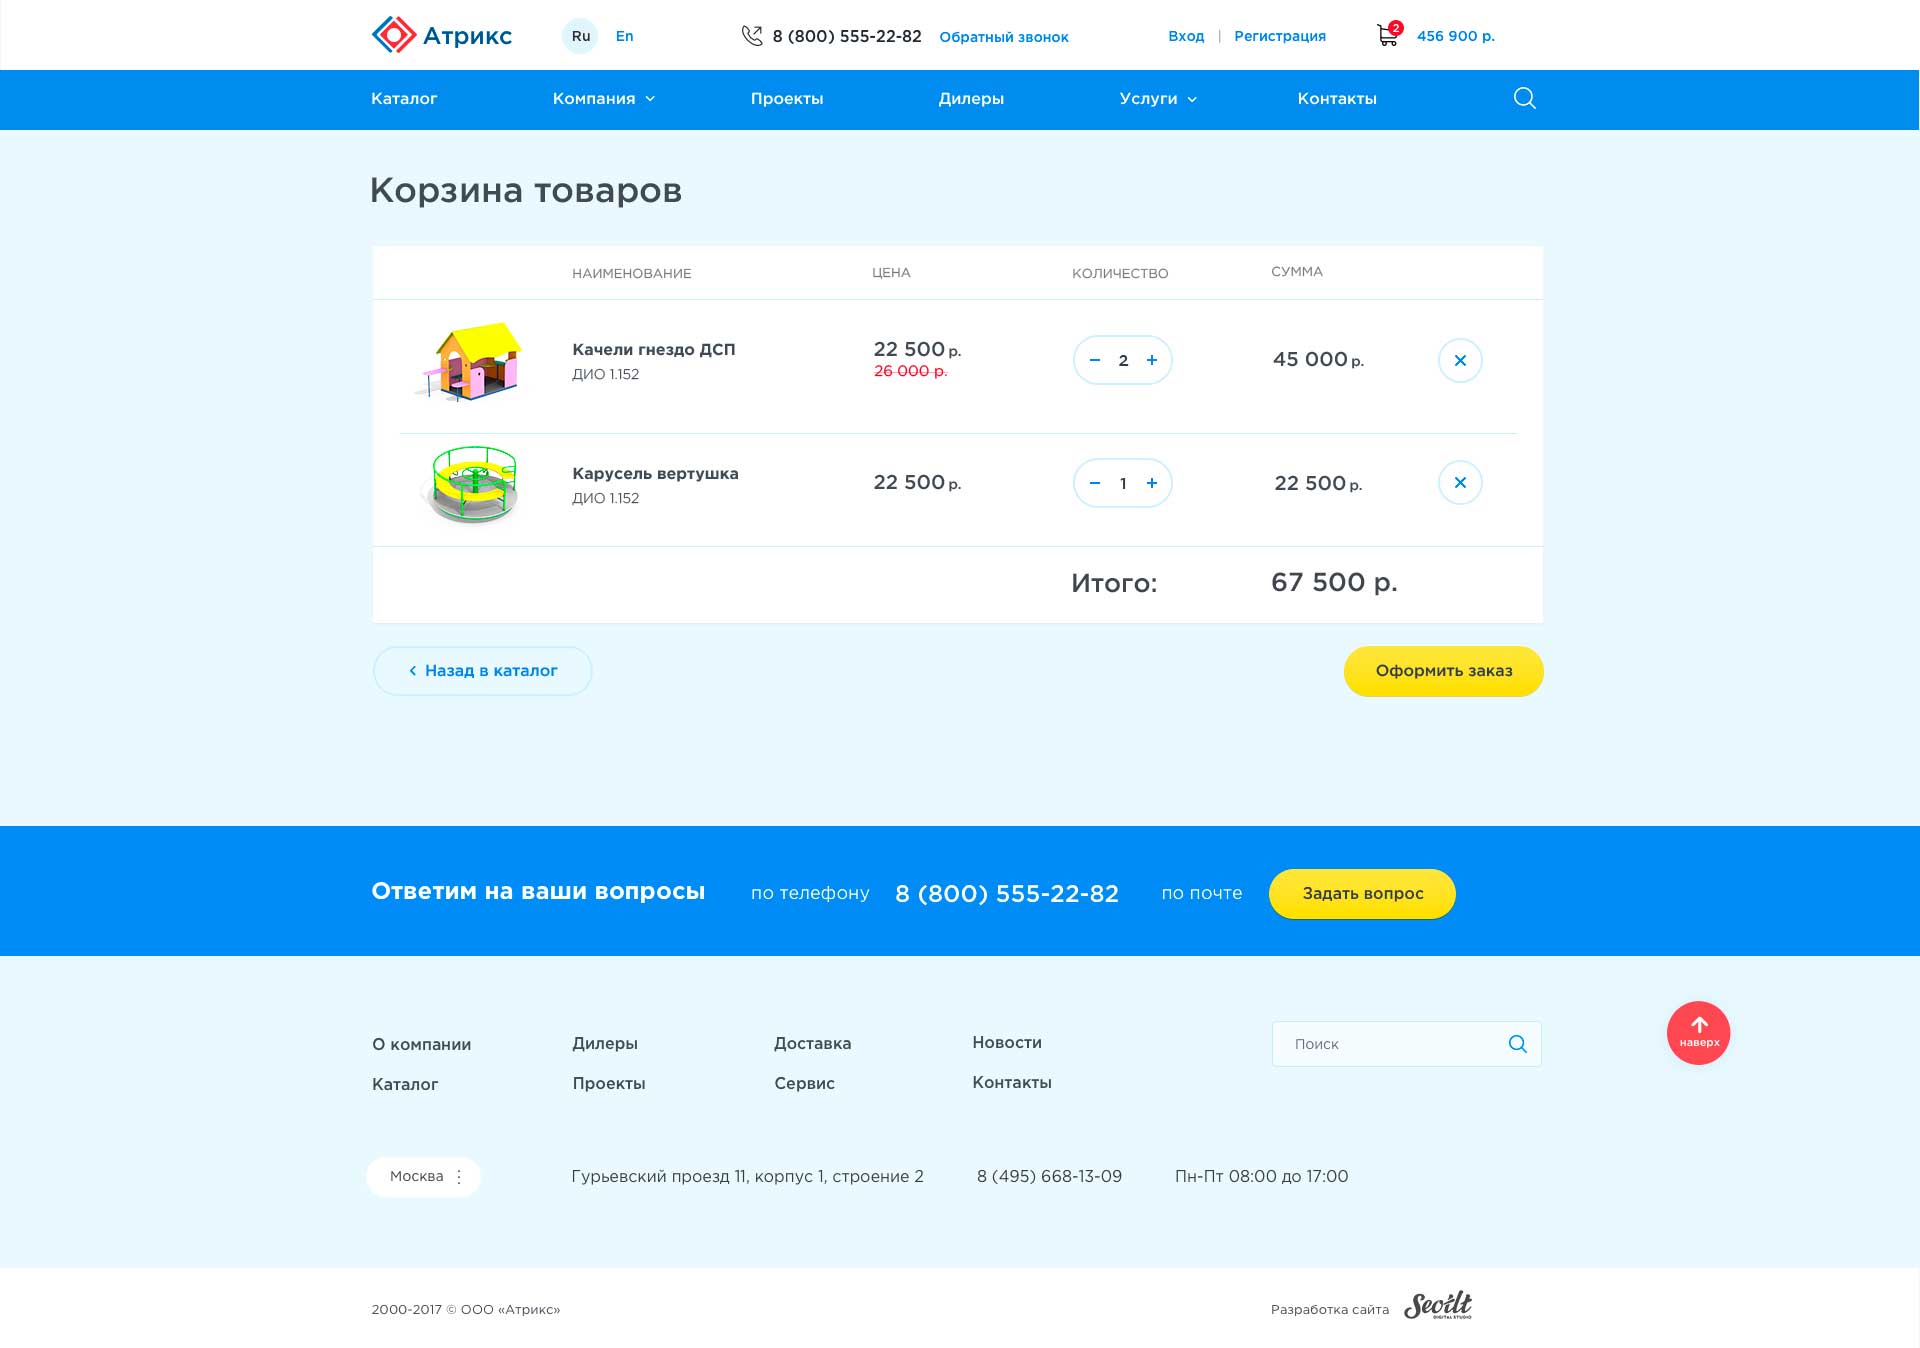 Атрикс
Ru En
8 (800) 555-22-82 Обратный звонок
Вход | Регистрация
2 456 900 р.
Каталог Компания Проекты Дилеры Услуги Контакты
Корзина товаров
НАИМЕНОВАНИЕ ЦЕНА КОЛИЧЕСТВО СУММА
Качели гнездо ДСП
ДИО 1.152
22 500 р.
26 000 р.
− 2 +
45 000 р.
Карусель вертушка
ДИО 1.152
22 500 р.
− 1 +
22 500 р.
Итого: 67 500 р.
Назад в каталог
Оформить заказ
Ответим на ваши вопросы по телефону 8 (800) 555-22-82 по почте Задать вопрос
О компании Дилеры Доставка Новости
Каталог Проекты Сервис Контакты
Поиск
наверх
Москва
Гурьевский проезд 11, корпус 1, строение 2 8 (495) 668-13-09 Пн-Пт 08:00 до 17:00
2000-2017 © ООО «Атрикс»
Разработка сайта
Seoilt
DIGITAL STUDIO